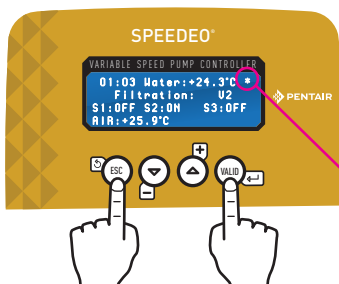 SPEEDEO®
VARIABLE SPEED PUMP CONTROLLER
01:03 Water:+24.3°C *
Filtration: V2
S1:OFF S2:ON S3:OFF
AIR:+25.9°C
PENTAIR
+
ESC VALID
-